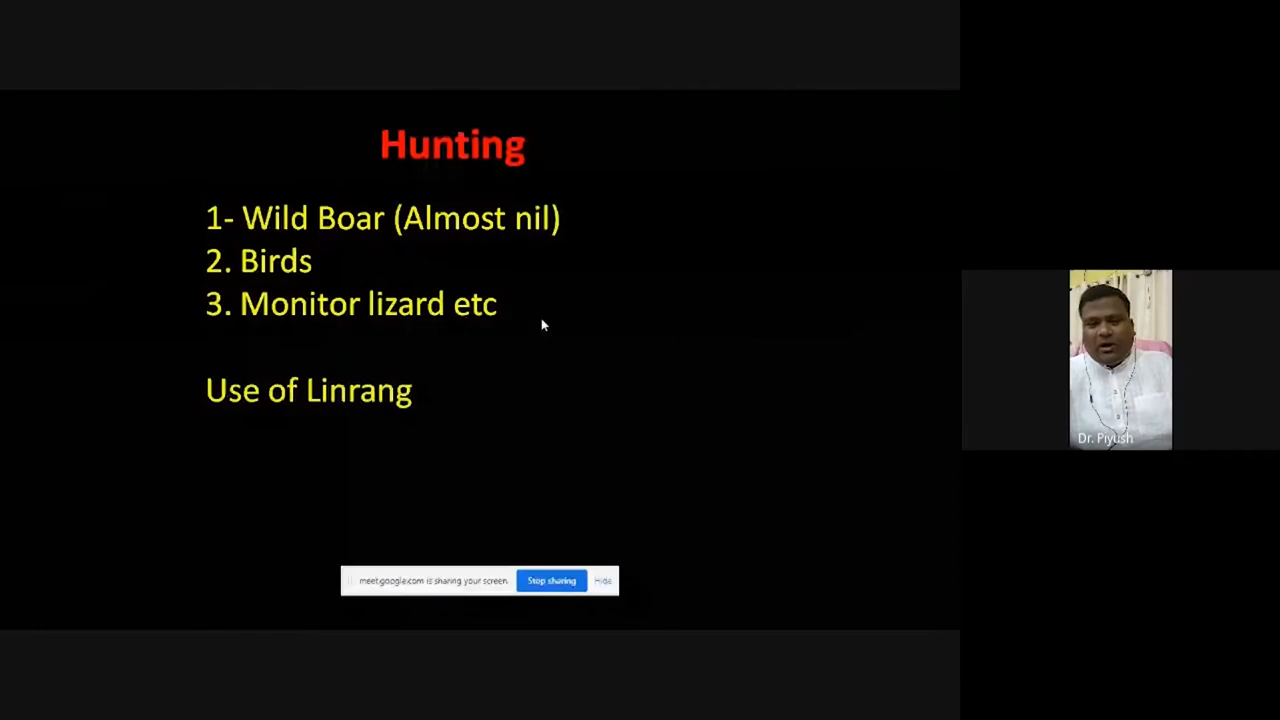 Hunting
1- Wild Boar (Almost nil)
2. Birds
3. Monitor lizard etc
Use of Linrang
meet.google.com is sharing your screen.
Stop sharing
Hide
Dr. Piyush